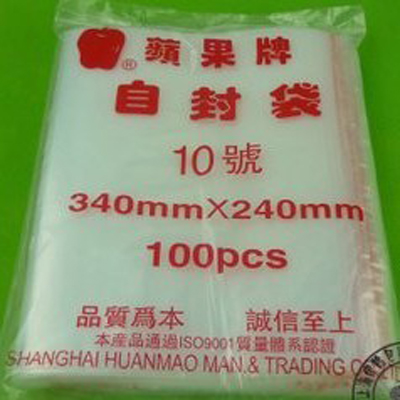 蘋果牌
®
自封袋
10號
340mm×240mm
100pcs
品質爲本 誠信至上
本產品通過ISO9001質量體系認證
SHANGHAI HUANMAO MAN.& TRADING